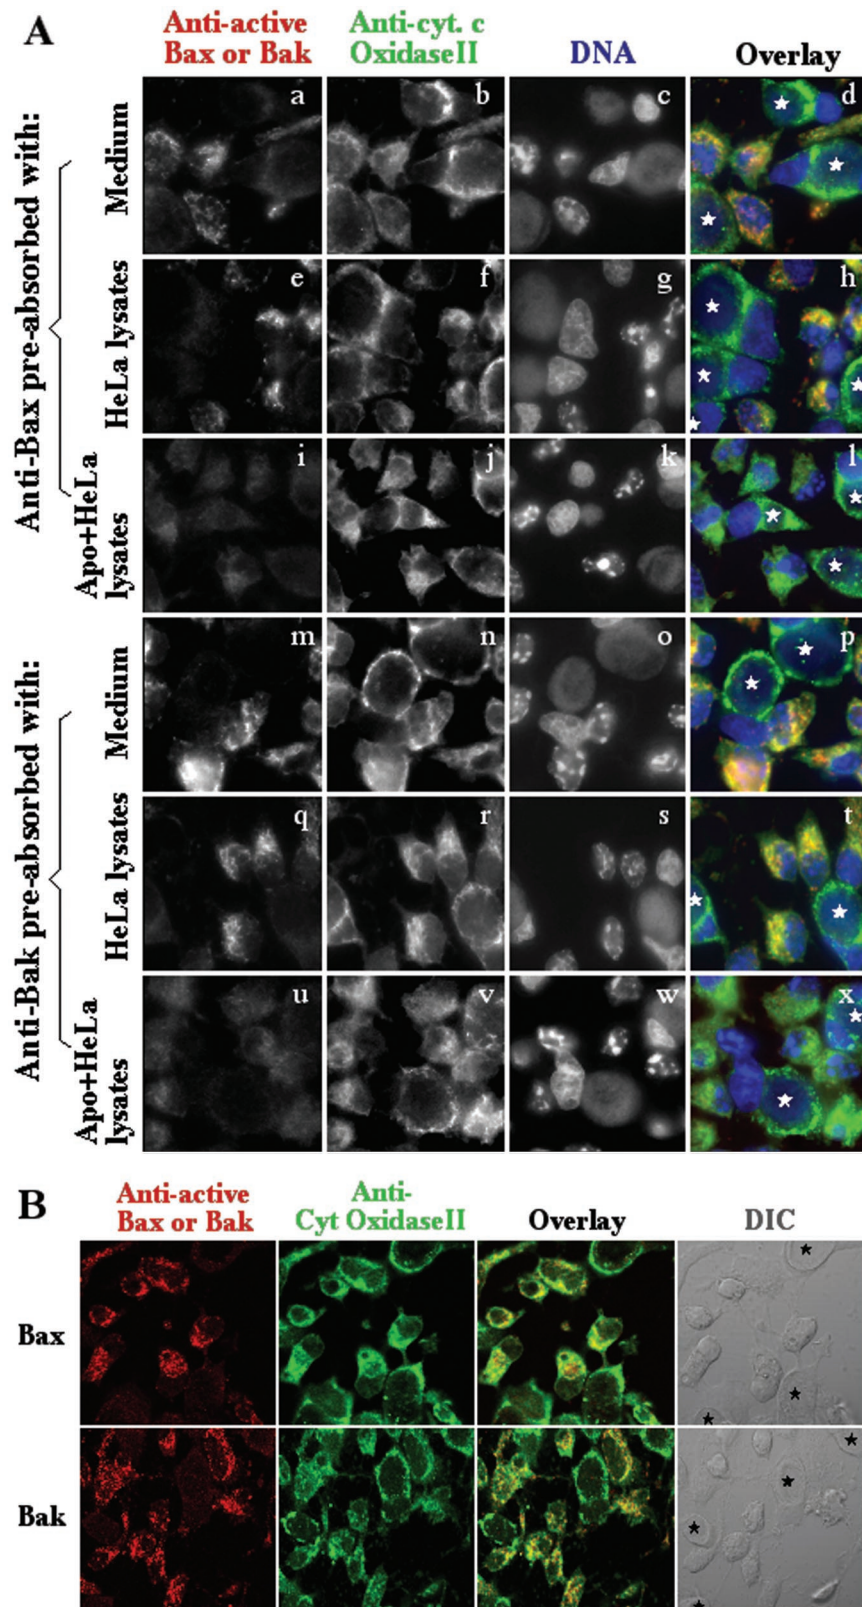 A
Anti-active
Bax or Bak
Anti-cyt. c
OxidaseII
DNA
Overlay
Anti-Bax pre-absorbed with:
Medium
a
b
c
d
HeLa lysates
e
f
g
h
Apo+HeLa
lysates
i
j
k
l
Anti-Bak pre-absorbed with:
Medium
m
n
o
p
HeLa lysates
q
r
s
t
Apo+HeLa
lysates
u
v
w
x
B
Anti-active
Bax or Bak
Anti-
Cyt OxidaseII
Overlay
DIC
Bax
Bak